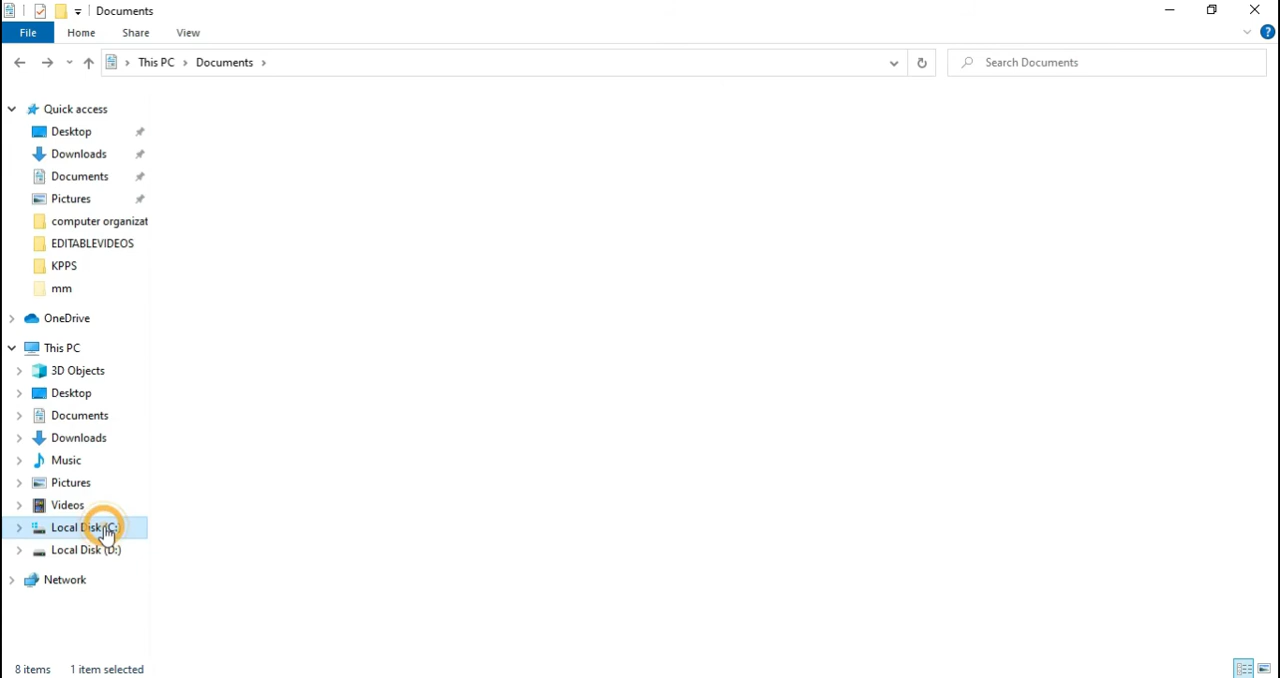 Documents
File Home Share View
This PC Documents
Search Documents
Quick access
Desktop
Downloads
Documents
Pictures
computer organizat
EDITABLEVIDEOS
KPPS
mm
OneDrive
This PC
3D Objects
Desktop
Documents
Downloads
Music
Pictures
Videos
Local Disk (C:)
Local Disk (D:)
Network
8 items 1 item selected